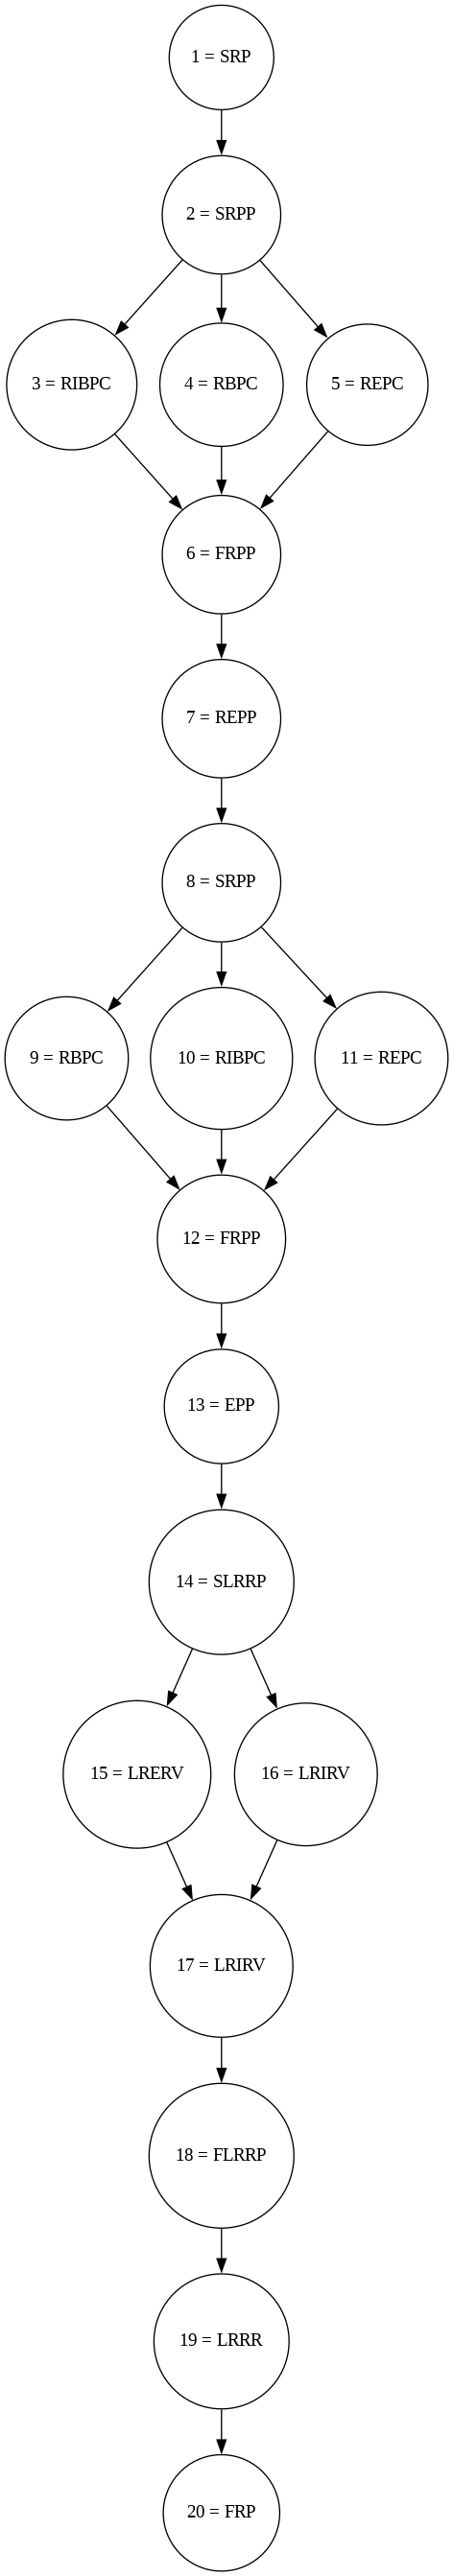 1 = SRP
2 = SRPP
3 = RIBPC
4 = RBPC
5 = REPC
6 = FRPP
7 = REPP
8 = SRPP
9 = RBPC
10 = RIBPC
11 = REPC
12 = FRPP
13 = EPP
14 = SLRRP
15 = LRERV
16 = LRIRV
17 = LRIRV
18 = FLRRP
19 = LRRR
20 = FRP